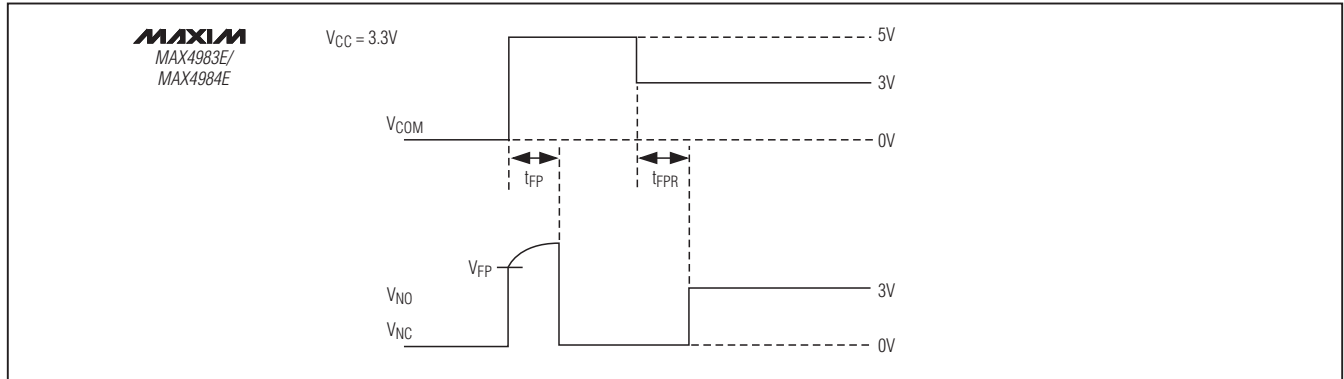 MAXIM
MAX4983E/
MAX4984E
VCC = 3.3V
5V
3V
VCOM
0V
tFP
tFPR
VFP
VNO
3V
VNC
0V